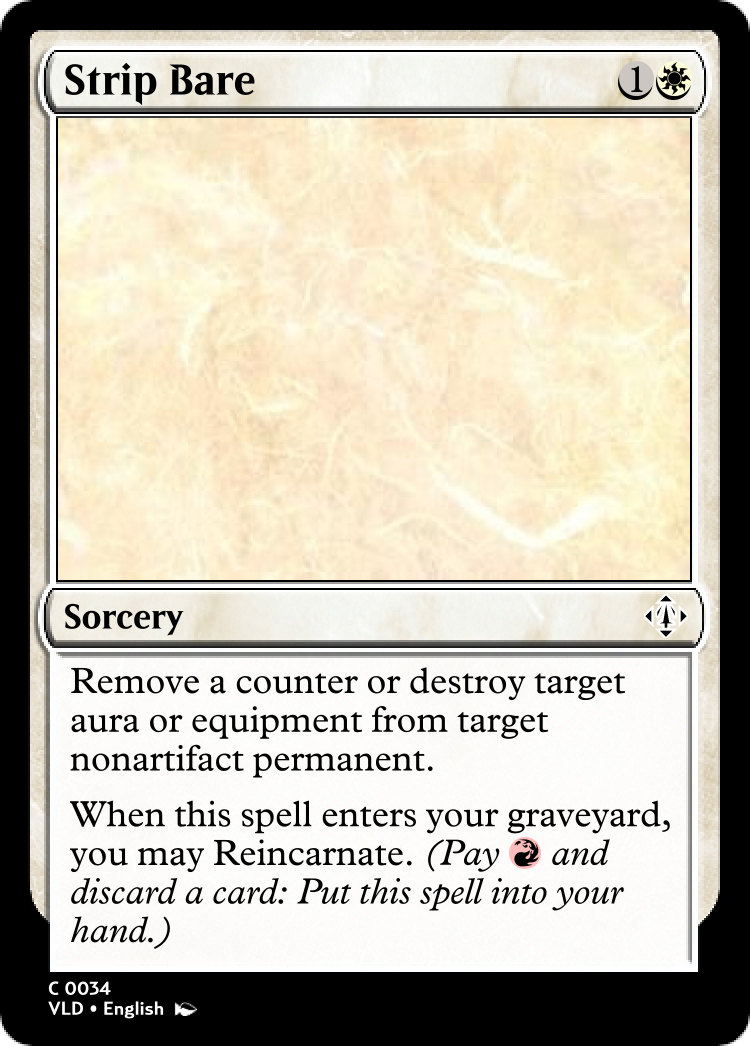 Strip Bare 1
Sorcery
Remove a counter or destroy target
aura or equipment from target
nonartifact permanent.
When this spell enters your graveyard,
you may Reincarnate. (Pay and
discard a card: Put this spell into your
hand.)
C 0034
VLD • English